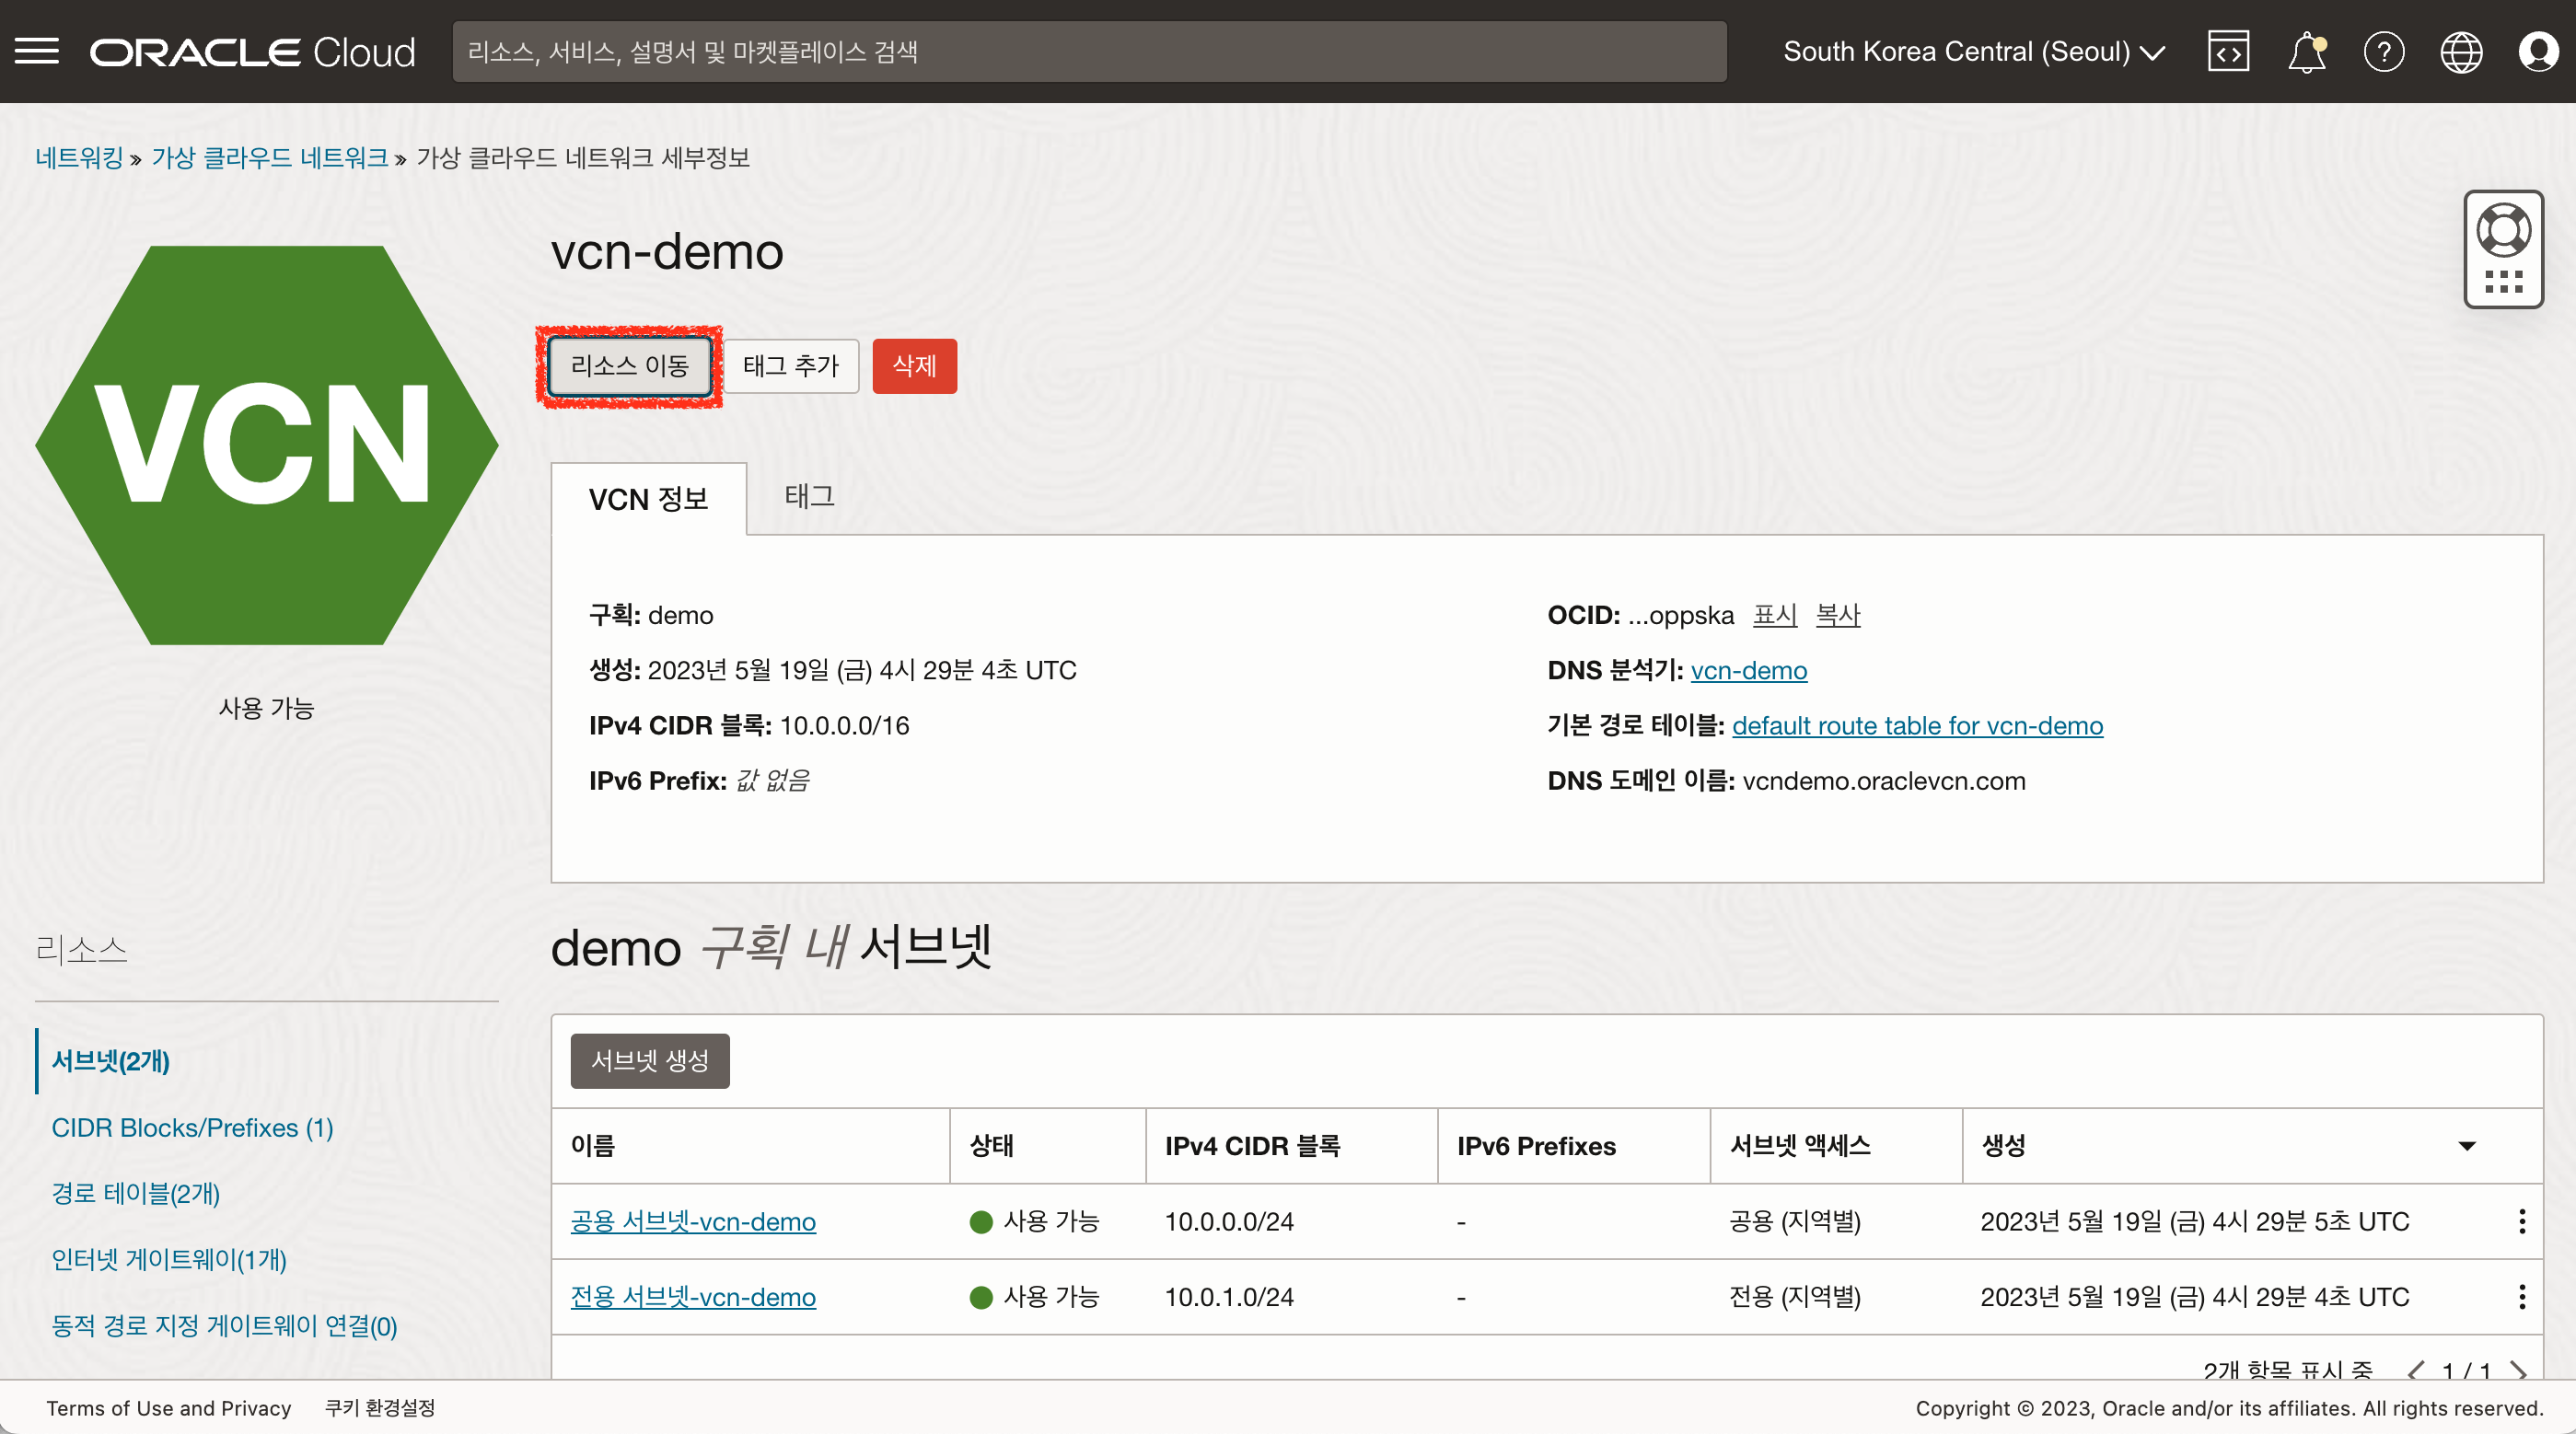 ORACLE Cloud
리소스, 서비스, 설명서 및 마켓플레이스 검색
South Korea Central (Seoul)
네트워킹 » 가상 클라우드 네트워크 » 가상 클라우드 네트워크 세부정보
VCN
사용 가능
vcn-demo
리소스 이동 태그 추가 삭제
VCN 정보 태그
구획: demo
생성: 2023년 5월 19일 (금) 4시 29분 4초 UTC
IPv4 CIDR 블록: 10.0.0.0/16
IPv6 Prefix: 값 없음
OCID: ...oppska 표시 복사
DNS 분석기: vcn-demo
기본 경로 테이블: default route table for vcn-demo
DNS 도메인 이름: vcndemo.oraclevcn.com
리소스
서브넷(2개)
CIDR Blocks/Prefixes (1)
경로 테이블(2개)
인터넷 게이트웨이(1개)
동적 경로 지정 게이트웨이 연결(0)
demo 구획 내 서브넷
서브넷 생성
이름 상태 IPv4 CIDR 블록 IPv6 Prefixes 서브넷 액세스 생성
공용 서브넷-vcn-demo 사용 가능 10.0.0.0/24 - 공용 (지역별) 2023년 5월 19일 (금) 4시 29분 5초 UTC
전용 서브넷-vcn-demo 사용 가능 10.0.1.0/24 - 전용 (지역별) 2023년 5월 19일 (금) 4시 29분 4초 UTC
2개 항목 표시 중 1 / 1
Terms of Use and Privacy 쿠키 환경설정
Copyright © 2023, Oracle and/or its affiliates. All rights reserved.